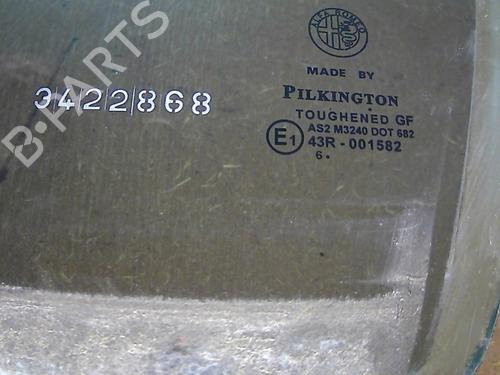 ALFA ROMEO
MADE BY
PILKINGTON
TOUGHENED GF
AS2 M3240 DOT 682
E1 43R - 001582
6 •
3422868
B-PARTS